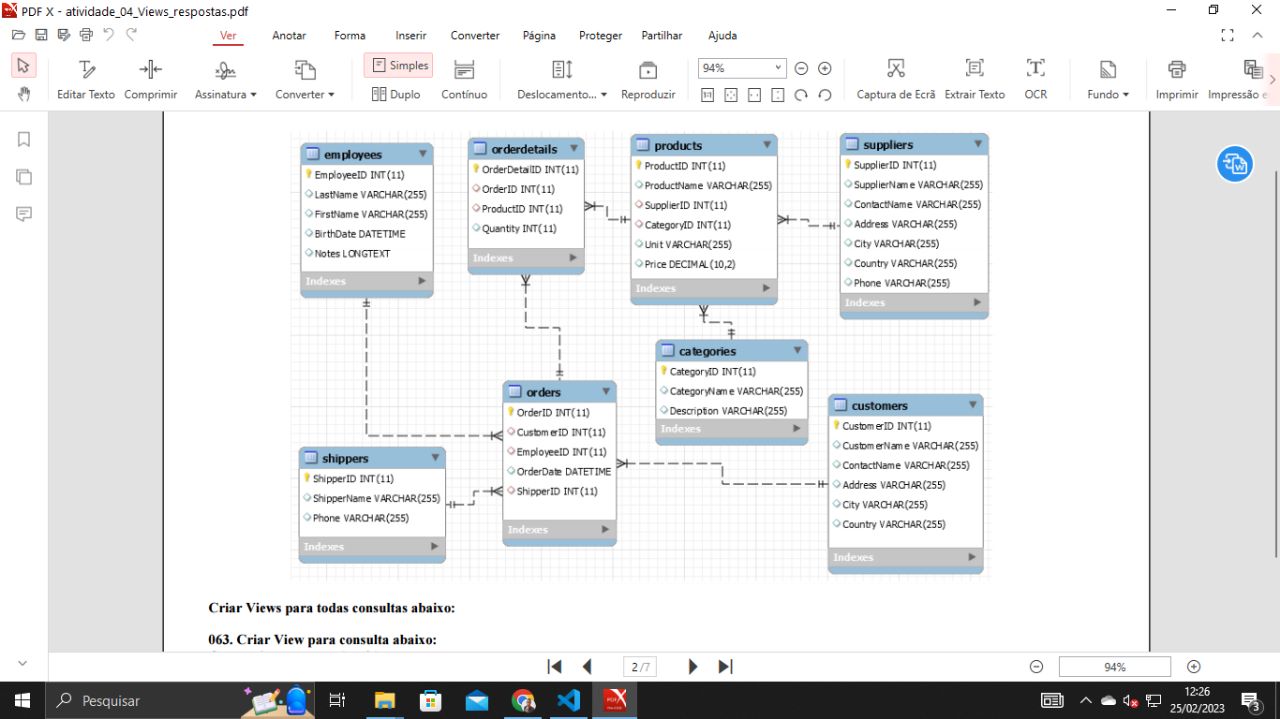 PDF X - atividade_04_Views_respostas.pdf
Ver Anotar Forma Inserir Converter Página Proteger Partilhar Ajuda
Simples
94%
Editar Texto Comprimir Assinatura Converter Duplo Contínuo Deslocamento... Reproduzir Captura de Ecrã Extrair Texto OCR Fundo Imprimir Impressão e
employees
EmployeeID INT(11)
LastName VARCHAR(255)
FirstName VARCHAR(255)
BirthDate DATETIME
Notes LONGTEXT
Indexes
orderdetails
OrderDetailID INT(11)
OrderID INT(11)
ProductID INT(11)
Quantity INT(11)
Indexes
products
ProductID INT(11)
ProductName VARCHAR(255)
SupplierID INT(11)
CategoryID INT(11)
Unit VARCHAR(255)
Price DECIMAL(10,2)
Indexes
suppliers
SupplierID INT(11)
SupplierName VARCHAR(255)
ContactName VARCHAR(255)
Address VARCHAR(255)
City VARCHAR(255)
Country VARCHAR(255)
Phone VARCHAR(255)
Indexes
categories
CategoryID INT(11)
CategoryName VARCHAR(255)
Description VARCHAR(255)
Indexes
orders
OrderID INT(11)
CustomerID INT(11)
EmployeeID INT(11)
OrderDate DATETIME
ShipperID INT(11)
Indexes
customers
CustomerID INT(11)
CustomerName VARCHAR(255)
ContactName VARCHAR(255)
Address VARCHAR(255)
City VARCHAR(255)
Country VARCHAR(255)
Indexes
shippers
ShipperID INT(11)
ShipperName VARCHAR(255)
Phone VARCHAR(255)
Indexes
Criar Views para todas consultas abaixo:
063. Criar View para consulta abaixo:
2/7
94%
Pesquisar
12:26
25/02/2023
3